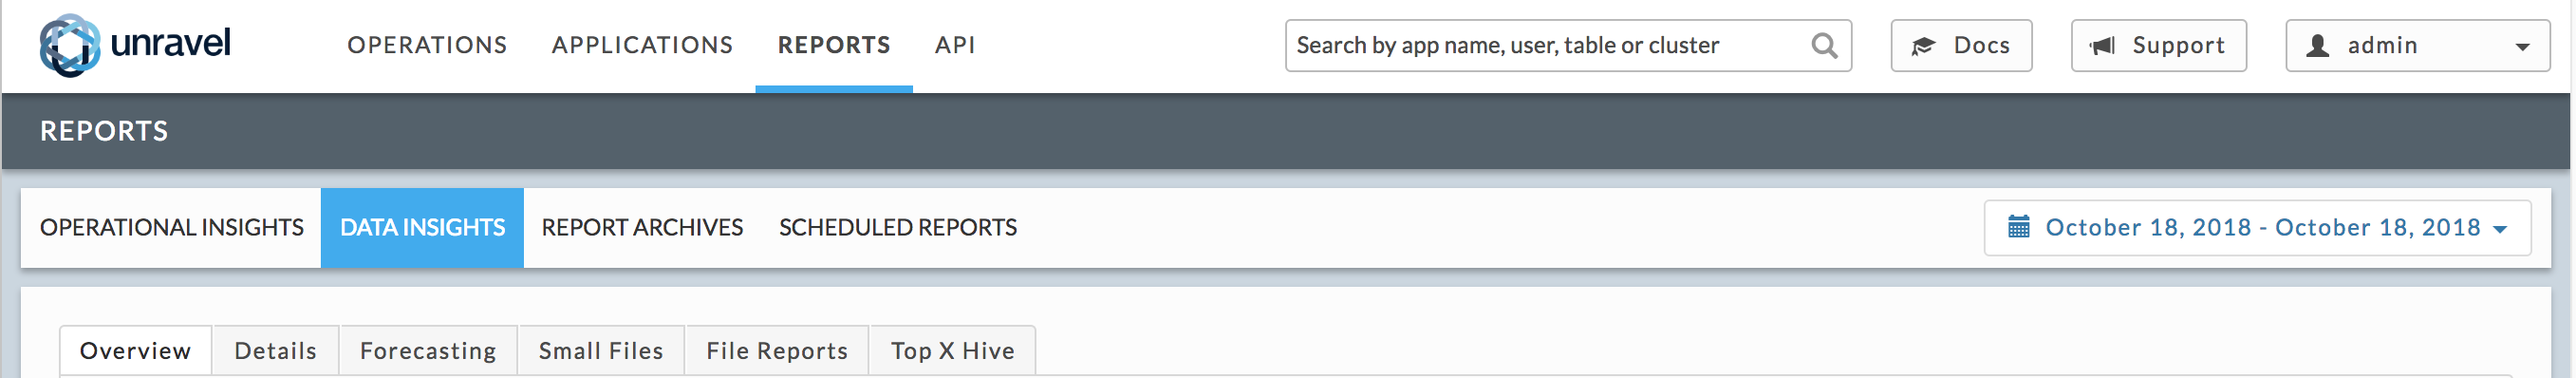 unravel OPERATIONS APPLICATIONS REPORTS API Search by app name, user, table or cluster Docs Support admin
REPORTS
OPERATIONAL INSIGHTS DATA INSIGHTS REPORT ARCHIVES SCHEDULED REPORTS October 18, 2018 - October 18, 2018
Overview Details Forecasting Small Files File Reports Top X Hive